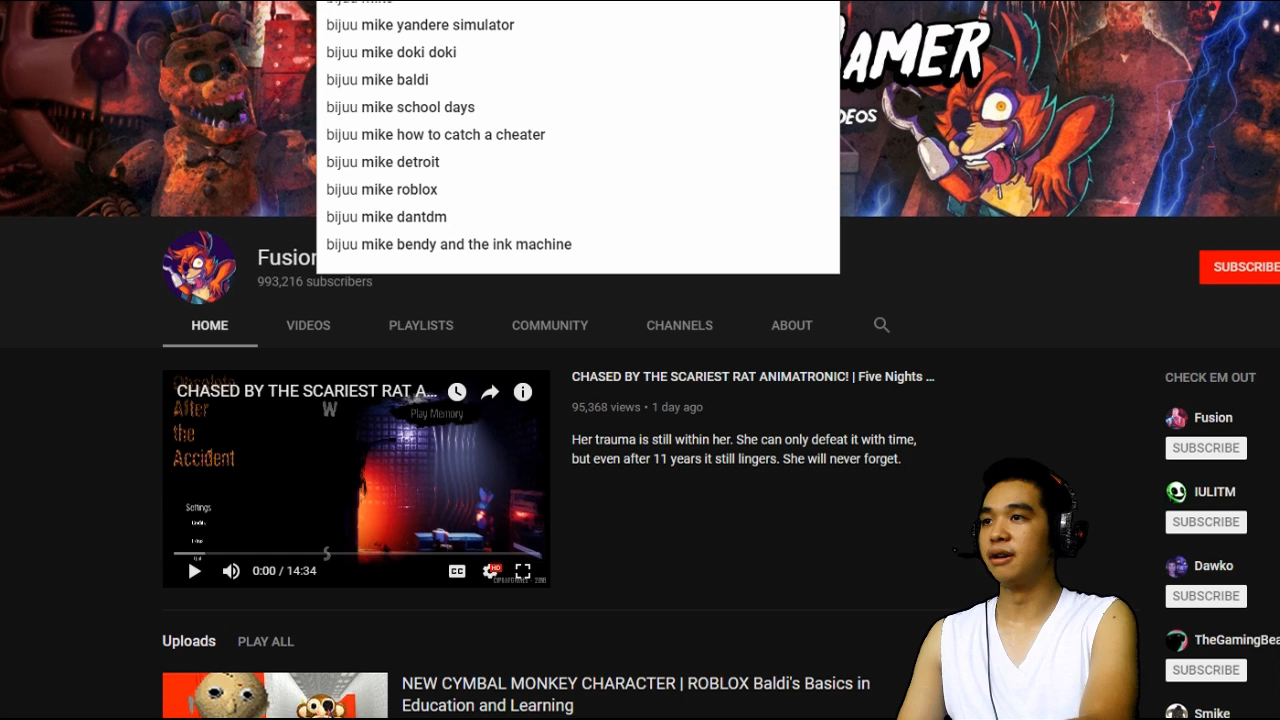 bijuu mike
bijuu mike yandere simulator
bijuu mike doki doki
bijuu mike baldi
bijuu mike school days
bijuu mike how to catch a cheater
bijuu mike detroit
bijuu mike roblox
bijuu mike dantdm
bijuu mike bendy and the ink machine
GAMER
DEOS
Fusion
993,216 subscribers
SUBSCRIBE
HOME
VIDEOS
PLAYLISTS
COMMUNITY
CHANNELS
ABOUT
CHASED BY THE SCARIEST RAT A...
Obsolete
After
the
Accident
W
Play Memory
Settings
S
0:00 / 14:34
CC
HD
CHASED BY THE SCARIEST RAT ANIMATRONIC! | Five Nights ...
95,368 views • 1 day ago
Her trauma is still within her. She can only defeat it with time,
but even after 11 years it still lingers. She will never forget.
CHECK EM OUT
Fusion
SUBSCRIBE
IULITM
SUBSCRIBE
Dawko
SUBSCRIBE
TheGamingBea
SUBSCRIBE
Smike
Uploads
PLAY ALL
NEW CYMBAL MONKEY CHARACTER | ROBLOX Baldi's Basics in
Education and Learning